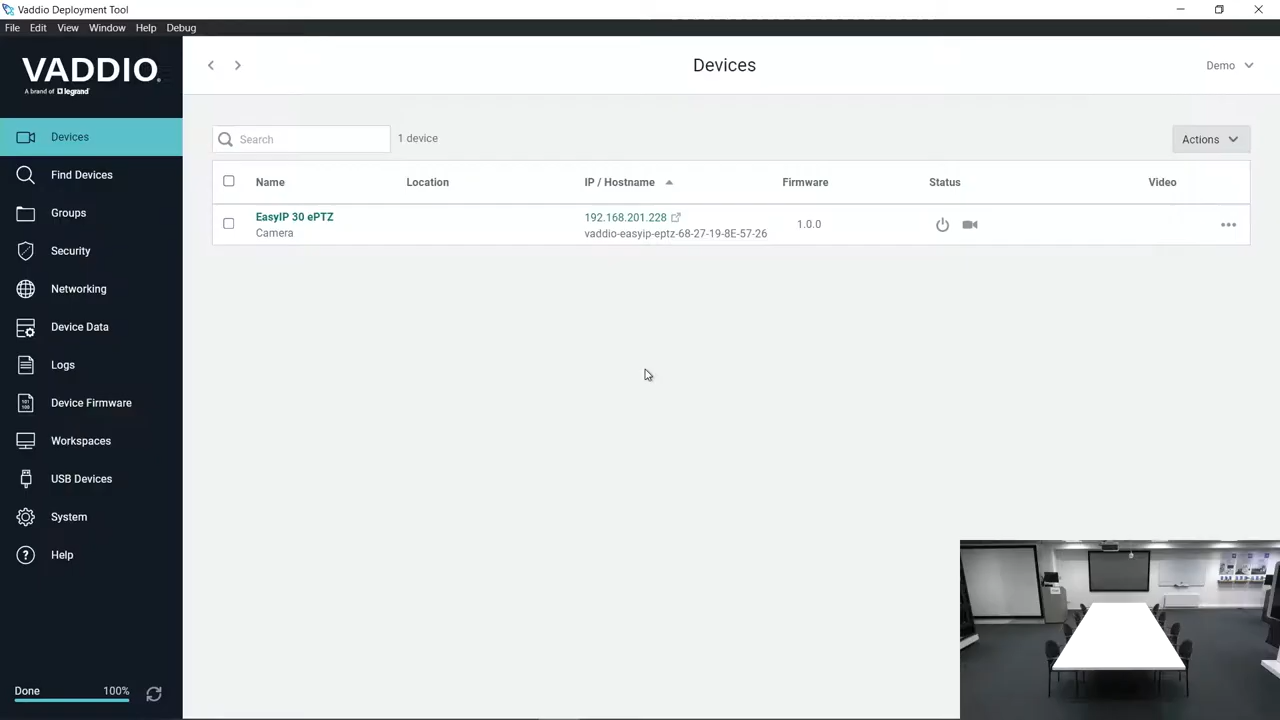 Vaddio Deployment Tool
File Edit View Window Help Debug
VADDIO
A brand of legrand
Devices
Demo
Devices
Find Devices
Groups
Security
Networking
Device Data
Logs
Device Firmware
Workspaces
USB Devices
System
Help
Done 100%
Search
1 device
Actions
Name Location IP / Hostname Firmware Status Video
EasyIP 30 ePTZ 192.168.201.228 1.0.0
Camera vaddio-easyip-eptz-68-27-19-8E-57-26